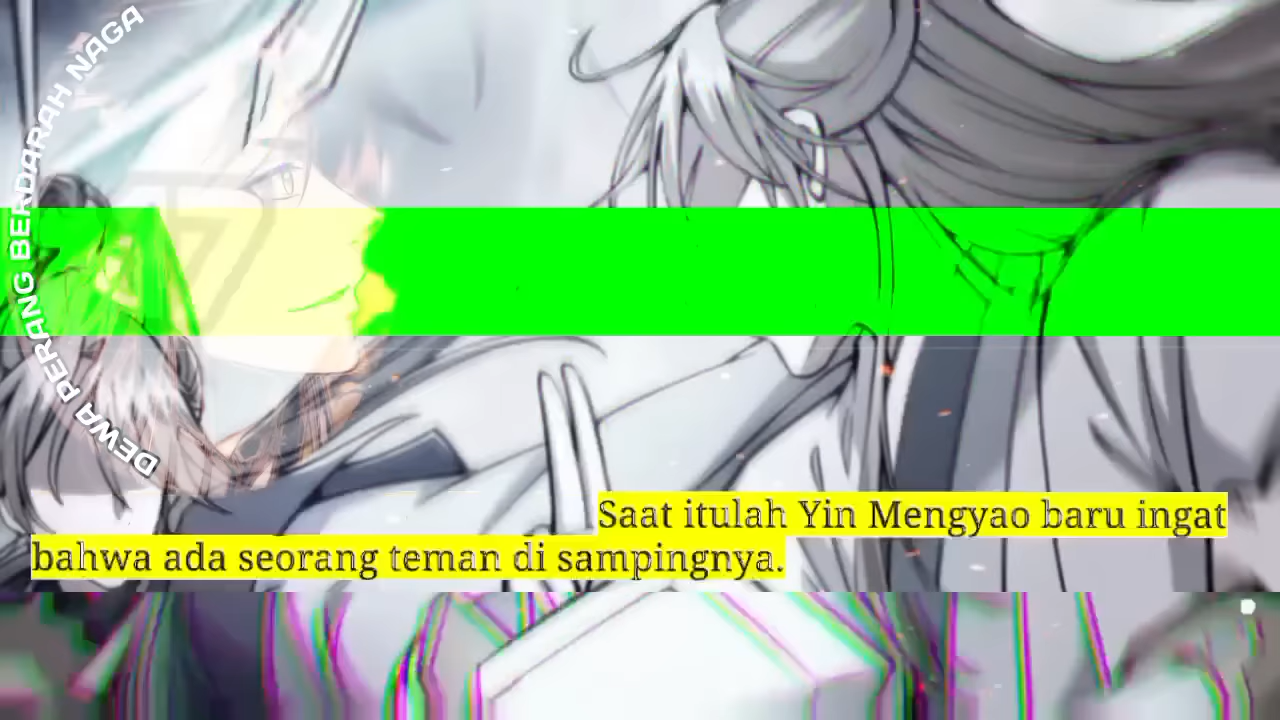 DEWA PERANG BERDARAH NAGA
Saat itulah Yin Mengyao baru ingat
bahwa ada seorang teman di sampingnya.